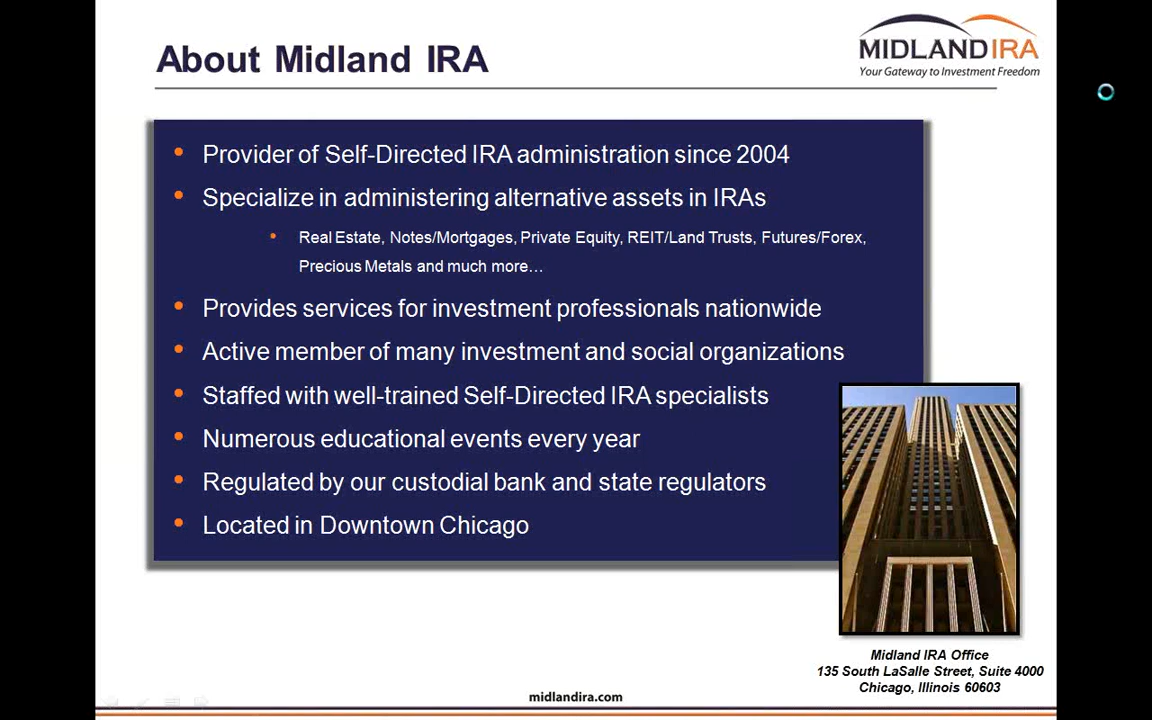 About Midland IRA
MIDLANDIRA
Your Gateway to Investment Freedom
Provider of Self-Directed IRA administration since 2004
Specialize in administering alternative assets in IRAs
Real Estate, Notes/Mortgages, Private Equity, REIT/Land Trusts, Futures/Forex,
Precious Metals and much more…
Provides services for investment professionals nationwide
Active member of many investment and social organizations
Staffed with well-trained Self-Directed IRA specialists
Numerous educational events every year
Regulated by our custodial bank and state regulators
Located in Downtown Chicago
Midland IRA Office
135 South LaSalle Street, Suite 4000
Chicago, Illinois 60603
midlandira.com